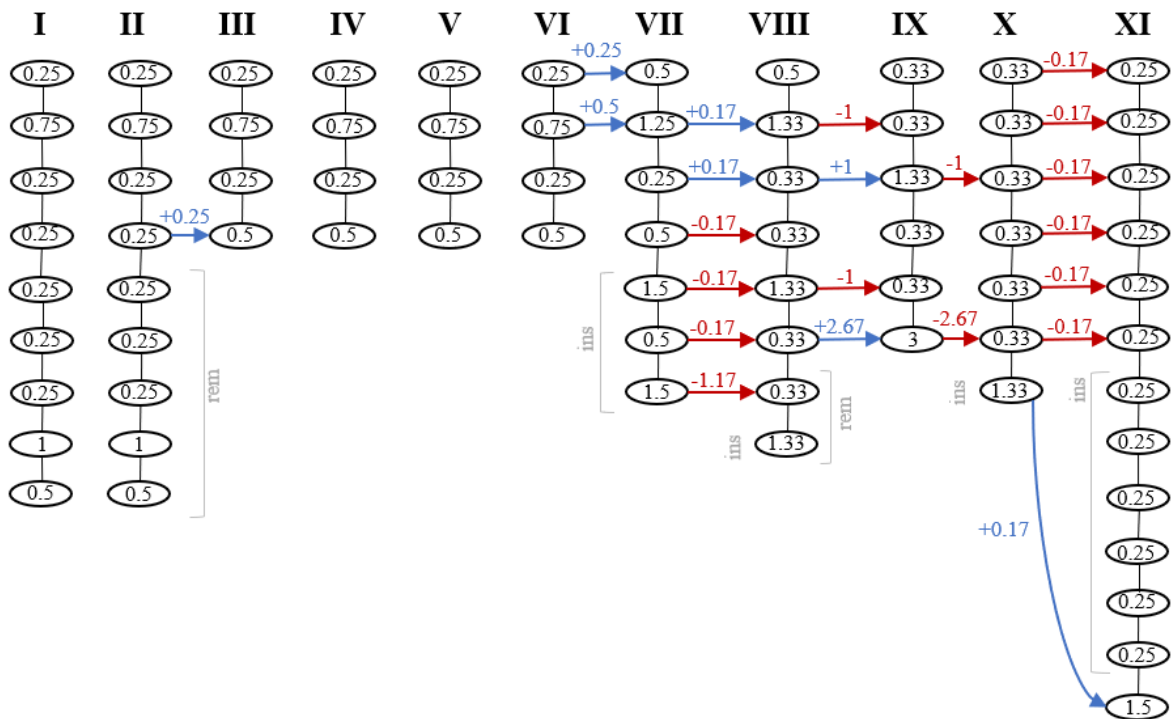 I II III IV V VI VII VIII IX X XI
+0.25
0.25 0.25 0.25 0.25 0.25 0.25 0.5 0.5 0.33 0.33 -0.17 0.25
+0.5 +0.17 -1 -0.17
0.75 0.75 0.75 0.75 0.75 0.75 1.25 1.33 0.33 0.33 0.25
+0.17 +1 -1 -0.17
0.25 0.25 0.25 0.25 0.25 0.25 0.25 0.33 1.33 0.33 0.25
+0.25 -0.17 -0.17
0.25 0.25 0.5 0.5 0.5 0.5 0.5 0.33 0.33 0.33 0.25
-0.17 -1 -0.17
0.25 0.25 1.5 1.33 0.33 0.33 0.25
-0.17 +2.67 -2.67 -0.17
0.25 0.25 ins 0.5 0.33 3 0.33 0.25
-1.17
0.25 0.25 rem 1.5 0.33 rem ins 1.33 ins 0.25
1 1 ins 1.33 0.25
0.5 0.5 0.25
+0.17
0.25
0.25
0.25
1.5